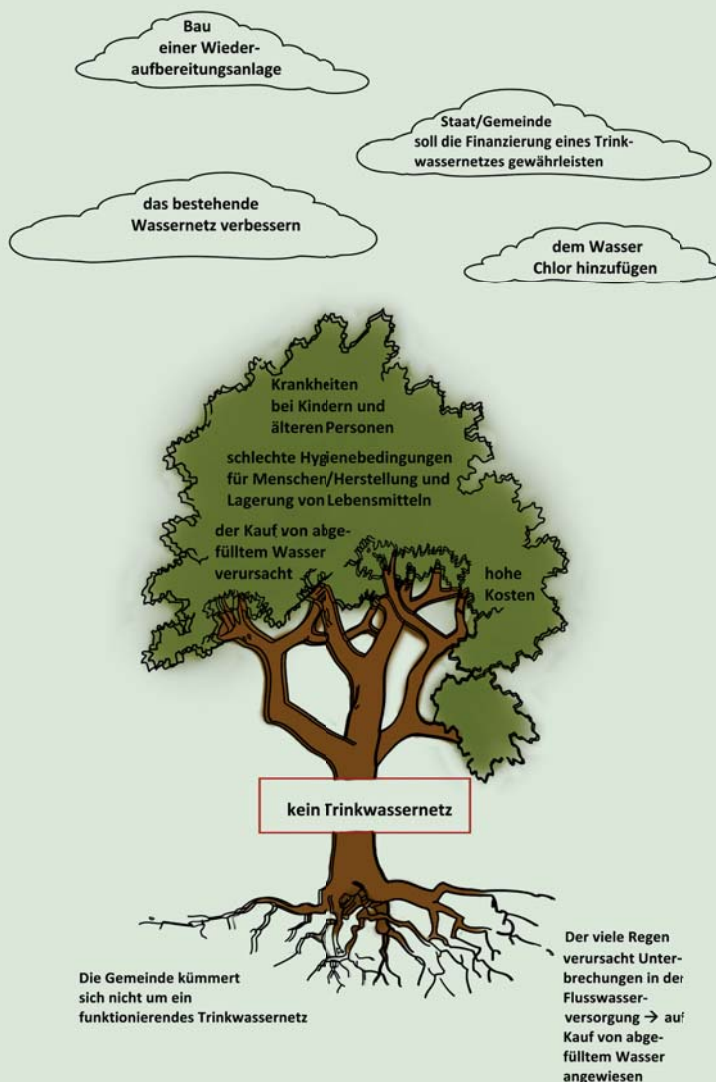 Bau
einer Wieder-
aufbereitungsanlage
Staat/Gemeinde
soll die Finanzierung eines Trink-
wassernetzes gewährleisten
das bestehende
Wassernetz verbessern
dem Wasser
Chlor hinzufügen
Krankheiten
bei Kindern und
älteren Personen
schlechte Hygienebedingungen
für Menschen/Herstellung und
Lagerung von Lebensmitteln
der Kauf von abge-
fülltem Wasser
verursacht
hohe
Kosten
kein Trinkwassernetz
Die Gemeinde kümmert
sich nicht um ein
funktionierendes Trinkwassernetz
Der viele Regen
verursacht Unter-
brechungen in der
Flusswasser-
versorgung → auf
Kauf von abge-
fülltem Wasser
angewiesen